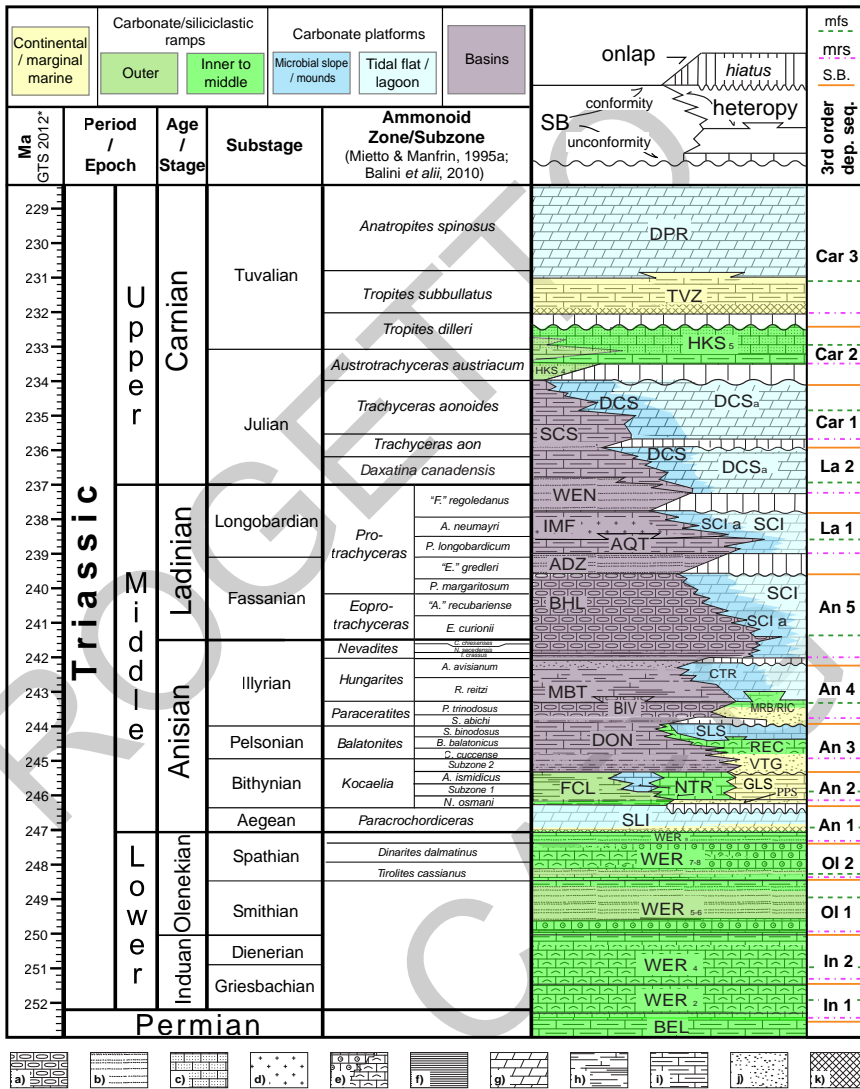 Continental
/ marginal
marine
Carbonate/siliciclastic
ramps
Outer
Inner to
middle
Carbonate platforms
Microbial slope
/ mounds
Tidal flat /
lagoon
Basins
onlap
hiatus
conformity
SB
heteropy
unconformity
mfs
mrs
S.B.
3rd order
dep. seq.
Ma
GTS 2012*
Period
/
Epoch
Age
/
Stage
Substage
Ammonoid
Zone/Subzone
(Mietto & Manfrin, 1995a;
Balini et alii, 2010)
229
230
231
232
233
234
235
236
237
238
239
240
241
242
243
244
245
246
247
248
249
250
251
252
Triassic
Upper
Middle
Lower
Permian
Carnian
Ladinian
Anisian
Olenekian
Induan
Tuvalian
Julian
Longobardian
Fassanian
Illyrian
Pelsonian
Bithynian
Aegean
Spathian
Smithian
Dienerian
Griesbachian
Anatropites spinosus
Tropites subbullatus
Tropites dilleri
Austrotrachyceras austriacum
Trachyceras aonoides
Trachyceras aon
Daxatina canadensis
Pro-
trachyceras
"F." regoledanus
A. neumayri
P. longobardicum
"E." gredleri
P. margaritosum
Eopro-
trachyceras
"A." recubariense
E. curionii
Nevadites
C. chiesense
N. secedensis
T. crassus
Hungarites
A. avisianum
R. reitzi
Paraceratites
P. trinodosus
S. abichi
Balatonites
S. binodosus
B. balatonicus
C. cuccense
Kocaelia
Subzone 2
A. ismidicus
Subzone 1
N. osmani
Paracrochordiceras
Dinarites dalmatinus
Tirolites cassianus
DPR
TVZ
HKS 5
HKS 4
DCS
DCSa
SCS
DCS
DCSa
WEN
IMF
SCI a
SCI
AQT
ADZ
BHL
SCI
SCI a
CTR
MBT
BIV
MRB/RIC
SLS
DON
REC
VTG
FCL
NTR
GLS
PPS
SLI
WER 9
WER 7-8
WER 5-6
WER 4
WER 2
BEL
Car 3
Car 2
Car 1
La 2
La 1
An 5
An 4
An 3
An 2
An 1
Ol 2
Ol 1
In 2
In 1
a)
b)
c)
d)
e)
f)
g)
h)
i)
j)
k)
ROGETTO
CA